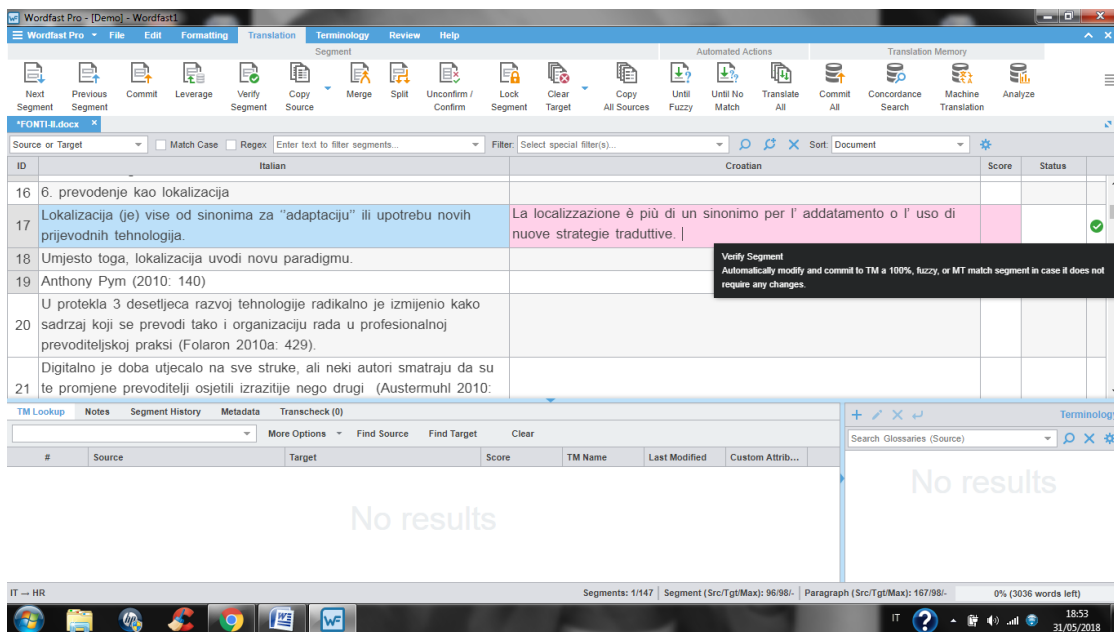 Wordfast Pro - [Demo] - Wordfast1
Wordfast Pro File Edit Formatting Translation Terminology Review Help
Segment Automated Actions Translation Memory
Next Segment
Previous Segment
Commit
Leverage
Verify Segment
Copy Source
Merge
Split
Unconfirm / Confirm
Lock Segment
Clear Target
Copy All Sources
Until Fuzzy
Until No Match
Translate All
Commit All
Concordance Search
Machine Translation
Analyze
*FONTI-II.docx
Source or Target Match Case Regex Enter text to filter segments... Filter: Select special filter(s)... Sort: Document
ID Italian Croatian Score Status
16 6. prevođenje kao lokalizacija
17 Lokalizacija (je) vise od sinonima za "adaptaciju" ili upotrebu novih
prijevodnih tehnologija.
La localizzazione è più di un sinonimo per l' addatamento o l' uso di
nuove strategie traduttive.
Verify Segment
Automatically modify and commit to TM a 100%, fuzzy, or MT match segment in case it does not
require any changes.
18 Umjesto toga, lokalizacija uvodi novu paradigmu.
19 Anthony Pym (2010: 140)
20 U protekla 3 desetljeca razvoj tehnologije radikalno je izmijenio kako
sadrzaj koji se prevodi tako i organizaciju rada u profesionalnoj
prevoditeljskoj praksi (Folaron 2010a: 429).
21 Digitalno je doba utjecalo na sve struke, ali neki autori smatraju da su
te promjene prevoditelji osjetili izrazitije nego drugi (Austermuhl 2010:
TM Lookup Notes Segment History Metadata Transcheck (0)
More Options Find Source Find Target Clear
# Source Target Score TM Name Last Modified Custom Attrib...
No results
Terminology
Search Glossaries (Source)
No results
IT → HR Segments: 1/147 Segment (Src/Tgt/Max): 96/98/- Paragraph (Src/Tgt/Max): 167/98/- 0% (3036 words left)
hp
WF
IT 18:53
31/05/2018